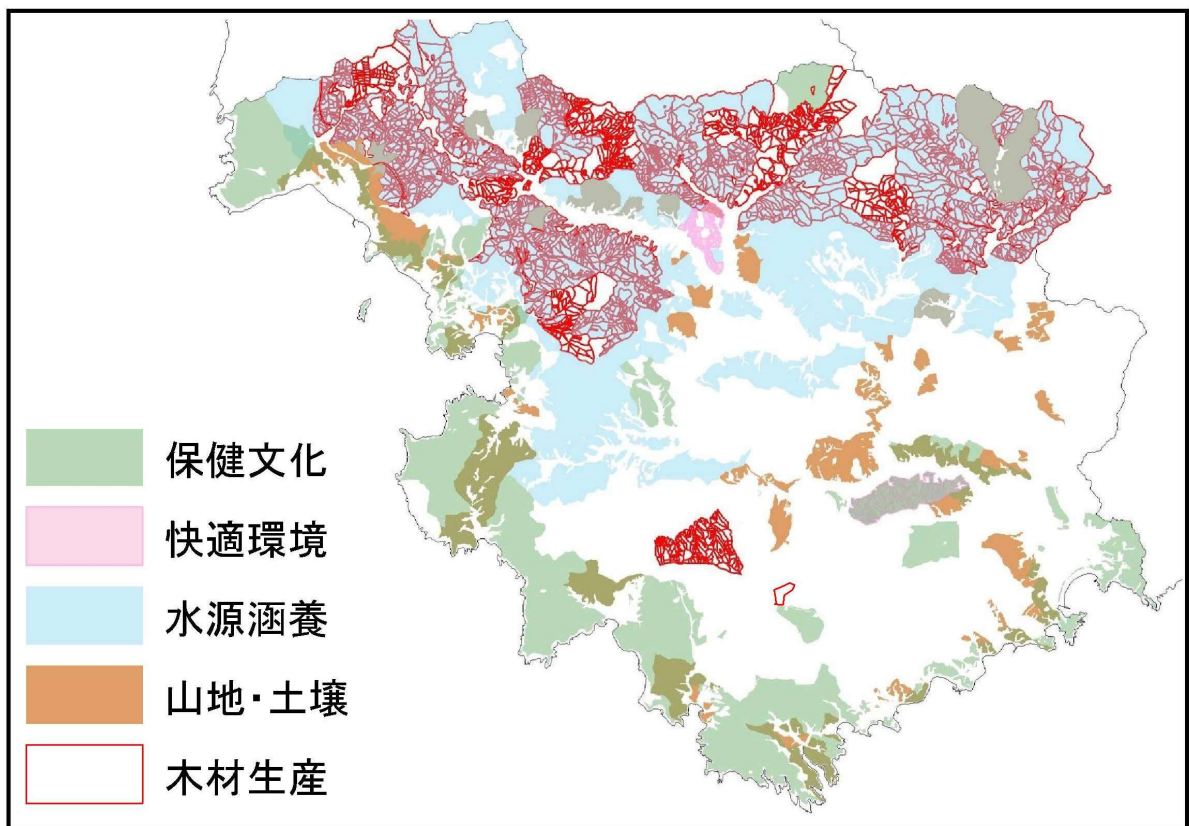 保健文化
快適環境
水源涵養
山地・土壌
木材生産